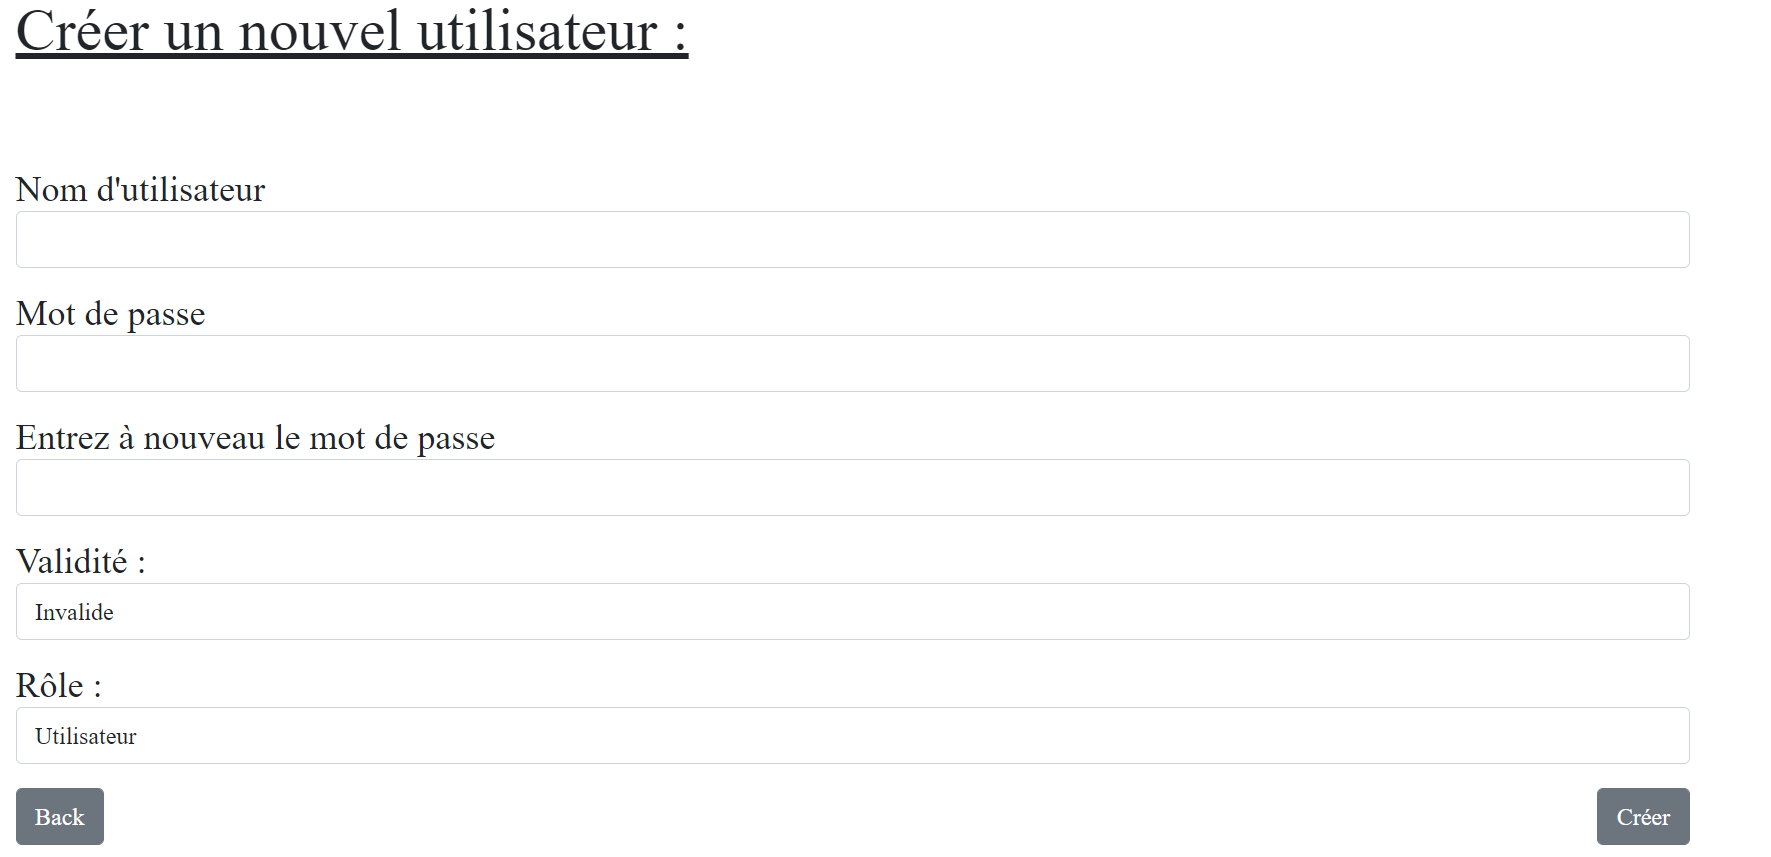 Créer un nouvel utilisateur :
Nom d'utilisateur
Mot de passe
Entrez à nouveau le mot de passe
Validité :
Invalide
Rôle :
Utilisateur
Back
Créer